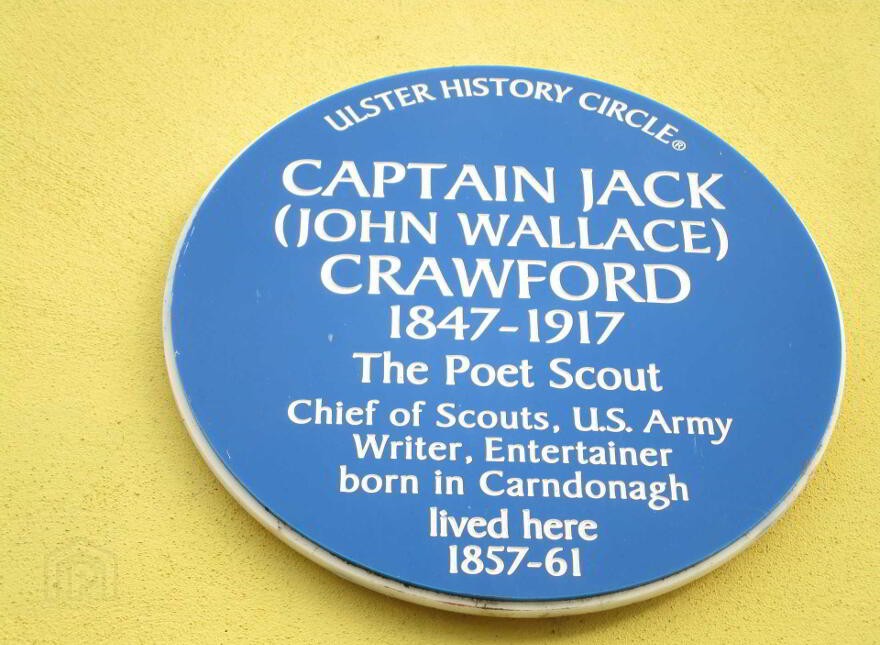 ULSTER HISTORY CIRCLE®
CAPTAIN JACK
(JOHN WALLACE)
CRAWFORD
1847-1917
The Poet Scout
Chief of Scouts, U.S. Army
Writer, Entertainer
born in Carndonagh
lived here
1857-61